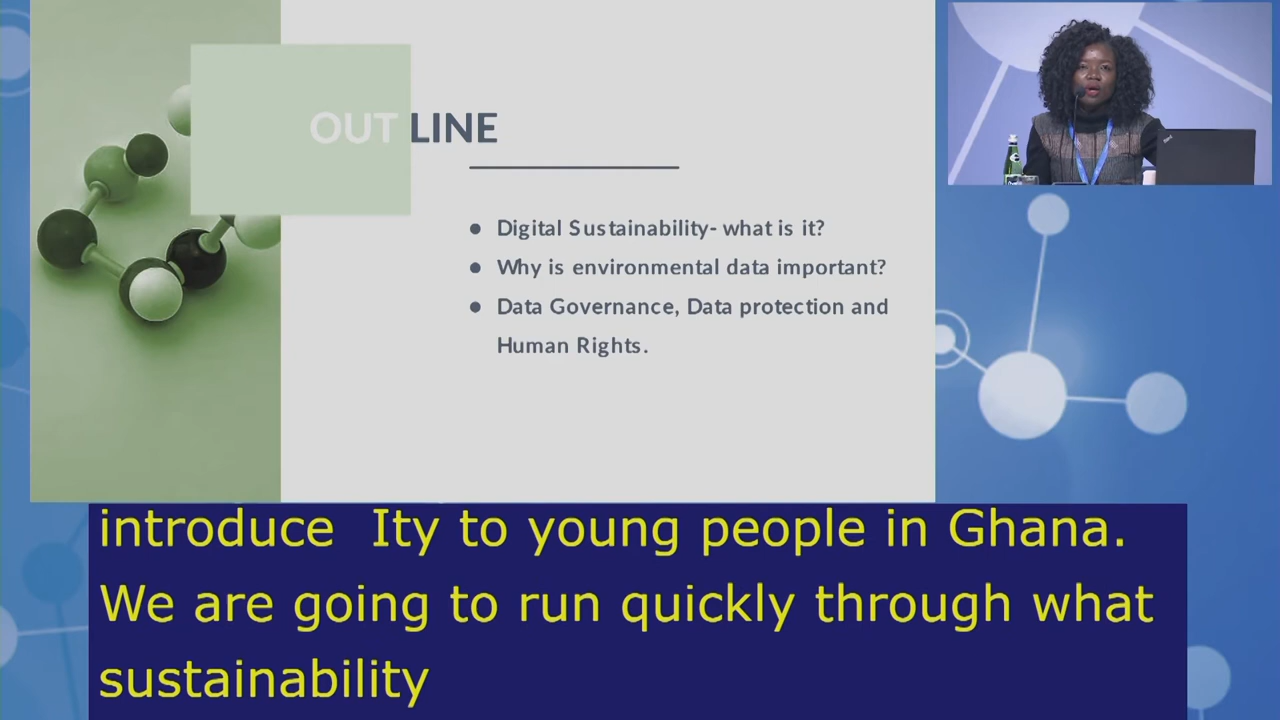 OUT LINE
● Digital Sustainability- what is it?
● Why is environmental data important?
● Data Governance, Data protection and
Human Rights.
introduce  Ity to young people in Ghana.
We are going to run quickly through what
sustainability